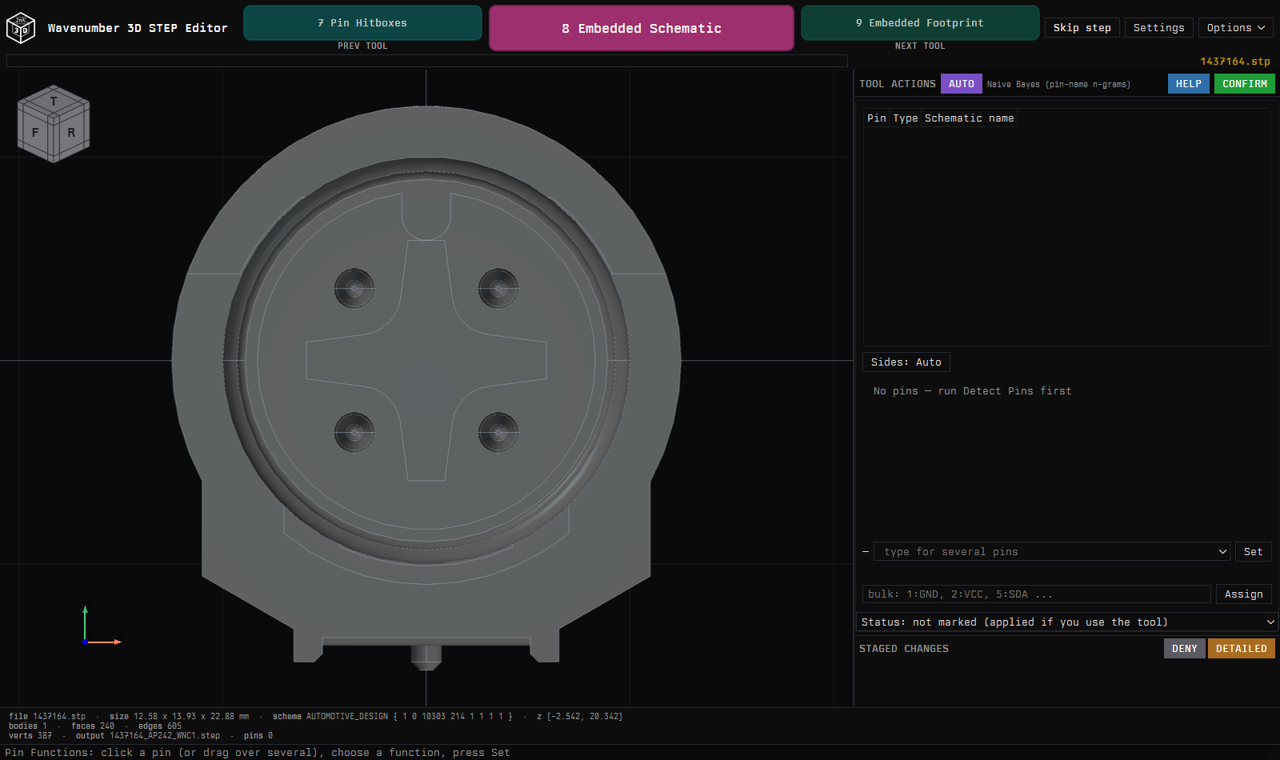 Wavenumber 3D STEP Editor
7 Pin Hitboxes
PREV TOOL
8 Embedded Schematic
9 Embedded Footprint
NEXT TOOL
Skip step
Settings
Options
1437164.stp
TOOL ACTIONS
AUTO
Naive Bayes (pin-name n-grams)
HELP
CONFIRM
T
F
R
Pin Type Schematic name
Sides: Auto
No pins — run Detect Pins first
— type for several pins
Set
bulk: 1:GND, 2:VCC, 5:SDA ...
Assign
Status: not marked (applied if you use the tool)
STAGED CHANGES
DENY
DETAILED
file 1437164.stp · size 12.58 x 13.93 x 22.88 mm · schema AUTOMOTIVE_DESIGN { 1 0 10303 214 1 1 1 1 } · z [-2.542, 20.342]
bodies 1 · faces 240 · edges 605
verts 387 · output 1437164_AP242_WNC1.step · pins 0
Pin Functions: click a pin (or drag over several), choose a function, press Set